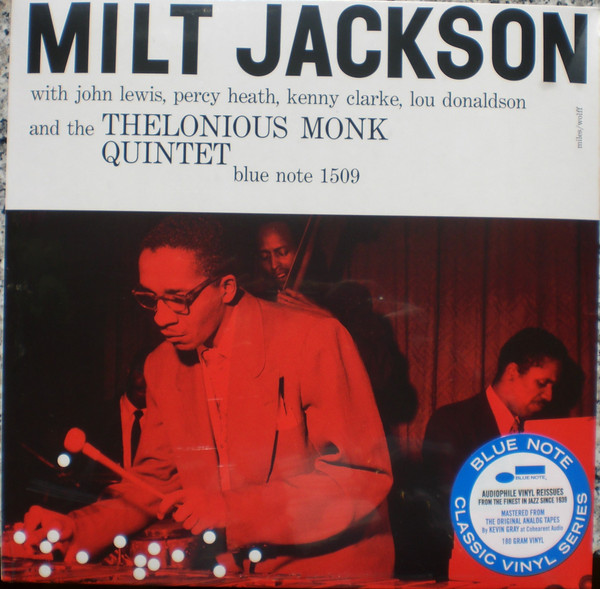 MILT JACKSON
with john lewis, percy heath, kenny clarke, lou donaldson
and the THELONIOUS MONK
QUINTET
blue note 1509
miles/wolff
BLUE NOTE
BLUE NOTE
AUDIOPHILE VINYL REISSUES
FROM THE FINEST IN JAZZ SINCE 1939
MASTERED FROM
THE ORIGINAL ANALOG TAPES
By KEVIN GRAY at Cohearent Audio
180 GRAM VINYL
CLASSIC VINYL SERIES